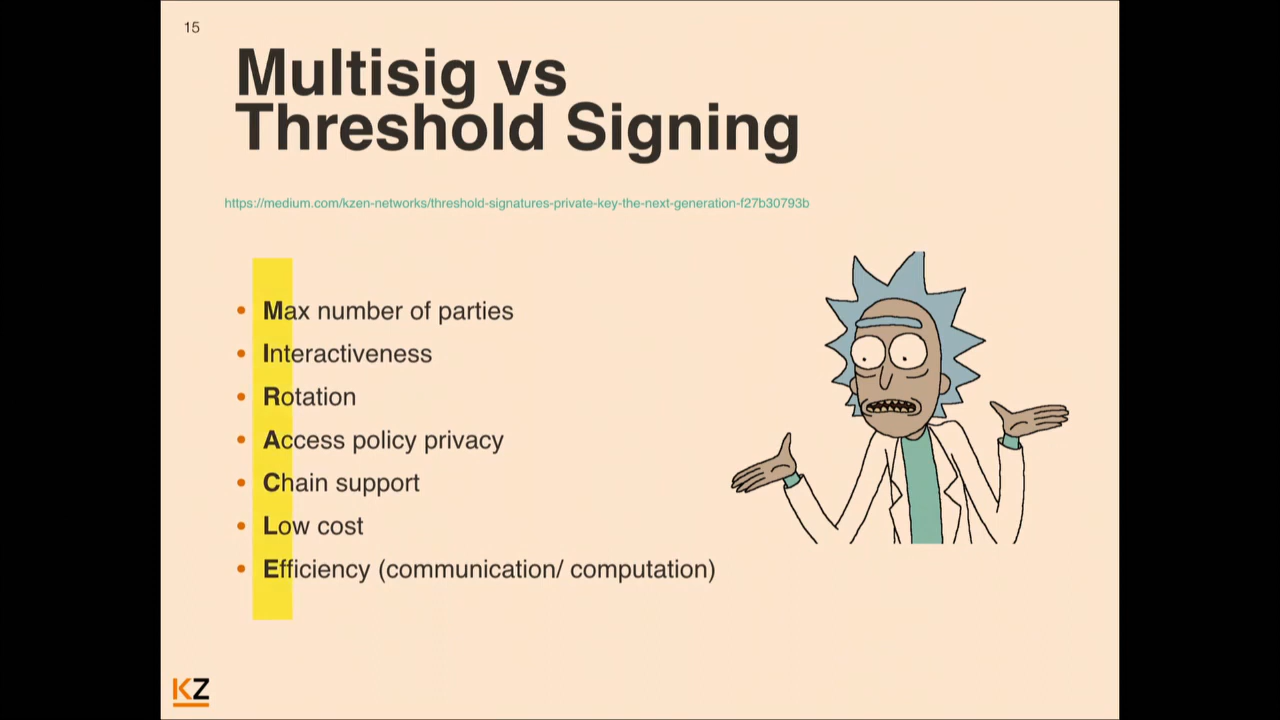 15
Multisig vs
Threshold Signing
https://medium.com/kzen-networks/threshold-signatures-private-key-the-next-generation-f27b30793b
• Max number of parties
• Interactiveness
• Rotation
• Access policy privacy
• Chain support
• Low cost
• Efficiency (communication/ computation)
KZ